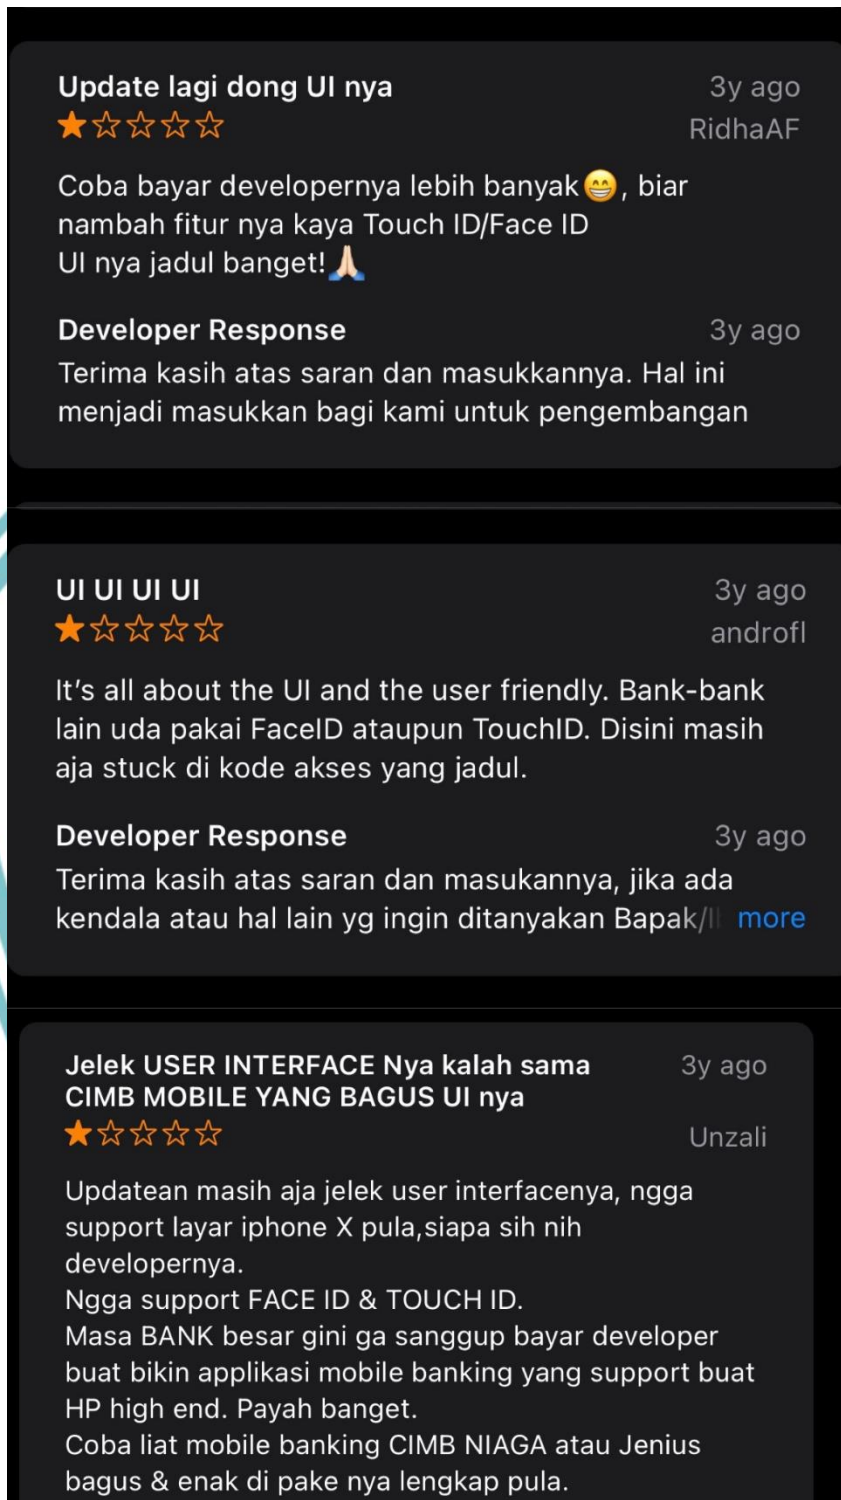 Update lagi dong UI nya
3y ago
★☆☆☆☆
RidhaAF
Coba bayar developernya lebih banyak😁, biar
nambah fitur nya kaya Touch ID/Face ID
UI nya jadul banget!🙏🏻
Developer Response
3y ago
Terima kasih atas saran dan masukkannya. Hal ini
menjadi masukkan bagi kami untuk pengembangan
UI UI UI UI
3y ago
★☆☆☆☆
androfl
It’s all about the UI and the user friendly. Bank-bank
lain uda pakai FaceID ataupun TouchID. Disini masih
aja stuck di kode akses yang jadul.
Developer Response
3y ago
Terima kasih atas saran dan masukannya, jika ada
kendala atau hal lain yg ingin ditanyakan Bapak/ more
Jelek USER INTERFACE Nya kalah sama
CIMB MOBILE YANG BAGUS UI nya
3y ago
★☆☆☆☆
Unzali
Updatean masih aja jelek user interfacenya, ngga
support layar iphone X pula,siapa sih nih
developernya.
Ngga support FACE ID & TOUCH ID.
Masa BANK besar gini ga sanggup bayar developer
buat bikin applikasi mobile banking yang support buat
HP high end. Payah banget.
Coba liat mobile banking CIMB NIAGA atau Jenius
bagus & enak di pake nya lengkap pula.